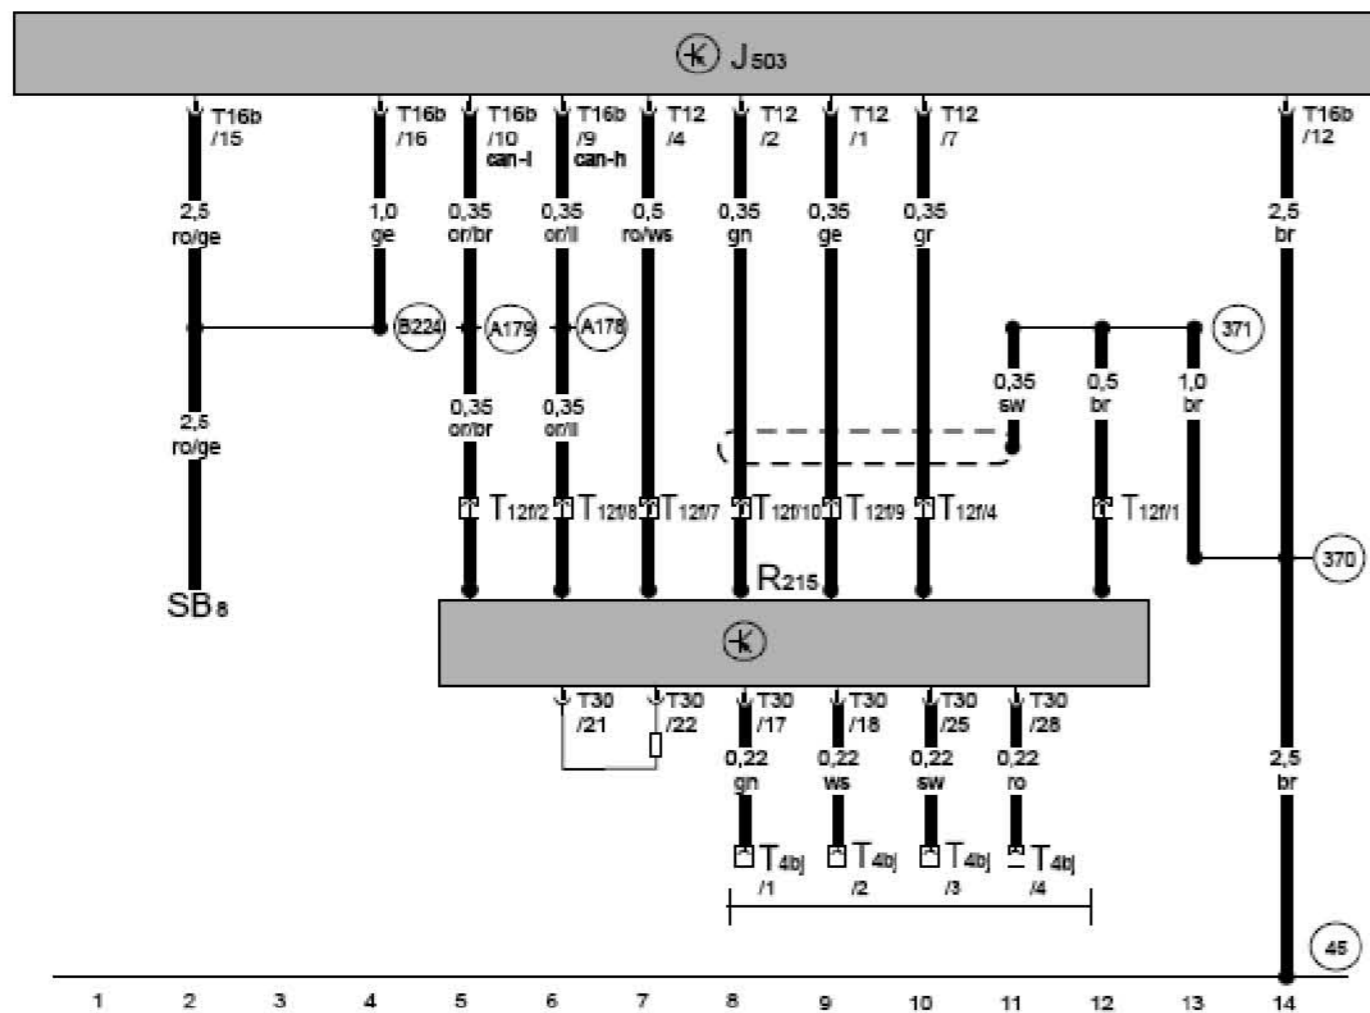 J503
T16b T16b T16b T16b T12 T12 T12 T12 T16b
/15 /16 /10 /9 /4 /2 /1 /7 /12
can-l can-h
2,5 1,0 0,35 0,35 0,5 0,35 0,35 0,35 2,5
ro/ge ge or/br or/li ro/ws gn ge gr br
B224 A179 A178 371
0,35 0,5 1,0
sw br br
2,5 0,35 0,35
ro/ge or/br or/li
T12f/2 T12f/8 T12f/7 T12f/10 T12f/9 T12f/4 T12f/1
370
R215
SB8
T30 T30 T30 T30 T30 T30
/21 /22 /17 /18 /25 /28
0,22 0,22 0,22 0,22 2,5
gn ws sw ro br
T4bj T4bj T4bj T4bj
/1 /2 /3 /4
45
1 2 3 4 5 6 7 8 9 10 11 12 13 14